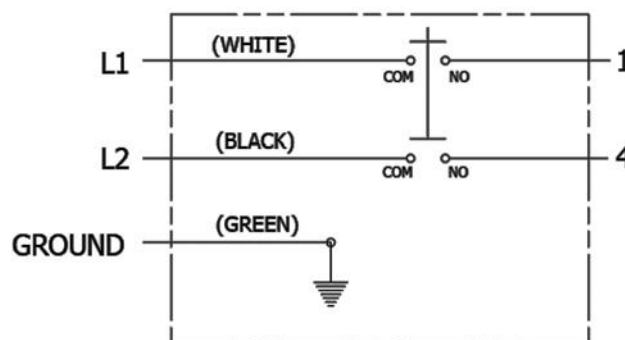 (WHITE)
L1 COM NO 1
(BLACK)
L2 COM NO 4
(GREEN)
GROUND